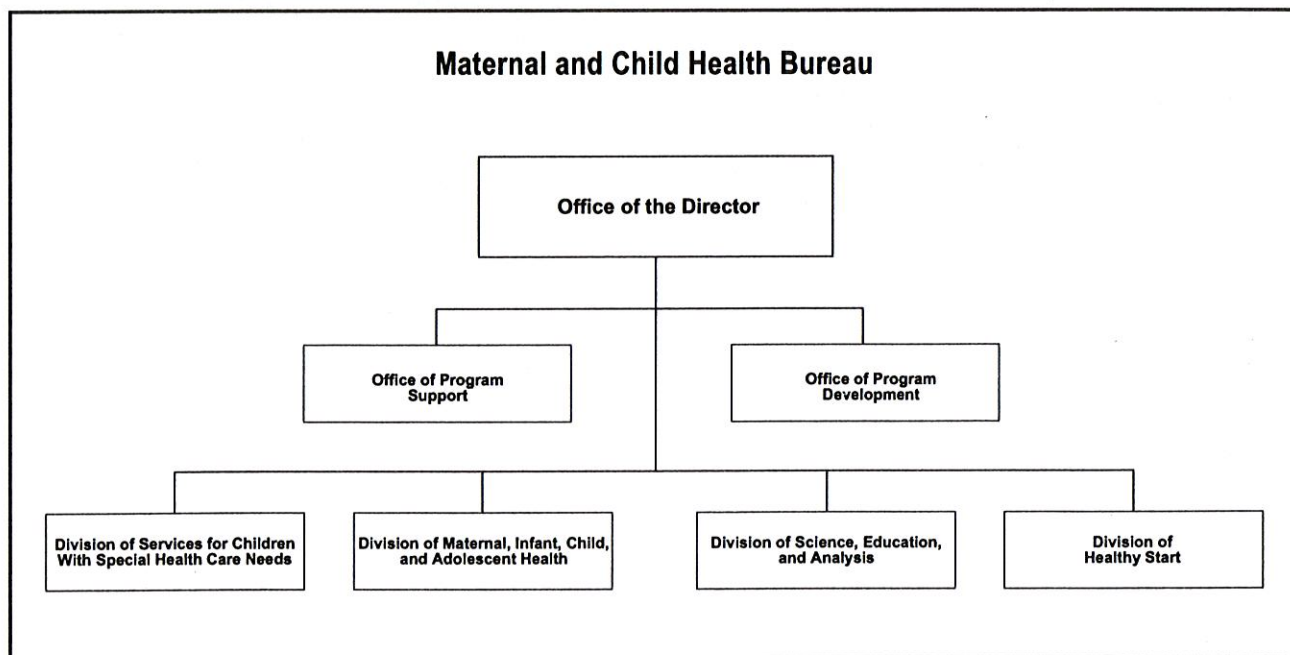 Maternal and Child Health Bureau
Office of the Director
Office of Program
Support
Office of Program
Development
Division of Services for Children
With Special Health Care Needs
Division of Maternal, Infant, Child,
and Adolescent Health
Division of Science, Education,
and Analysis
Division of
Healthy Start